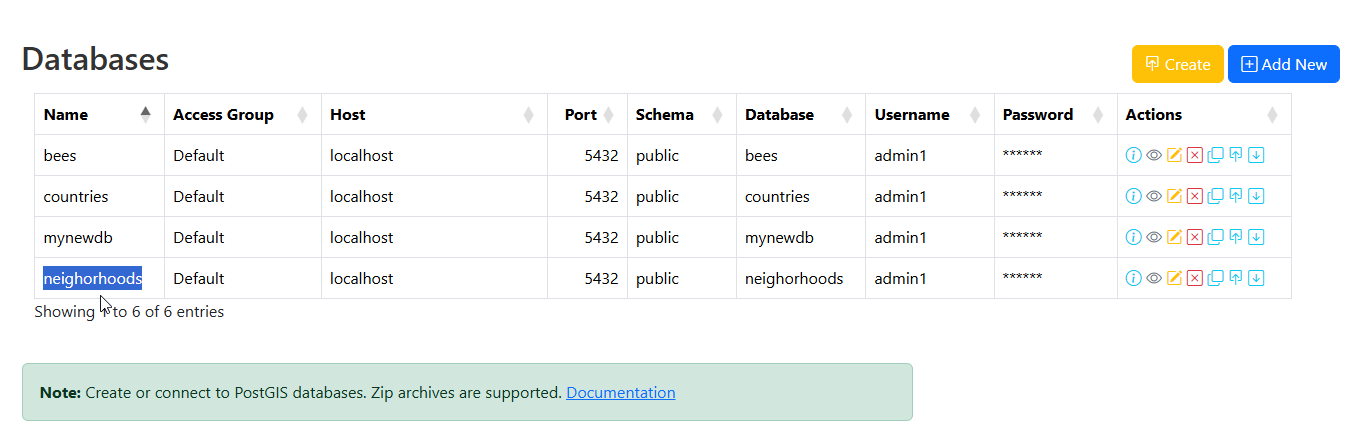 Databases
Create Add New
Name Access Group Host Port Schema Database Username Password Actions
bees Default localhost 5432 public bees admin1 ******
countries Default localhost 5432 public countries admin1 ******
mynewdb Default localhost 5432 public mynewdb admin1 ******
neighorhoods Default localhost 5432 public neighorhoods admin1 ******
Showing to 6 of 6 entries
Note: Create or connect to PostGIS databases. Zip archives are supported. Documentation